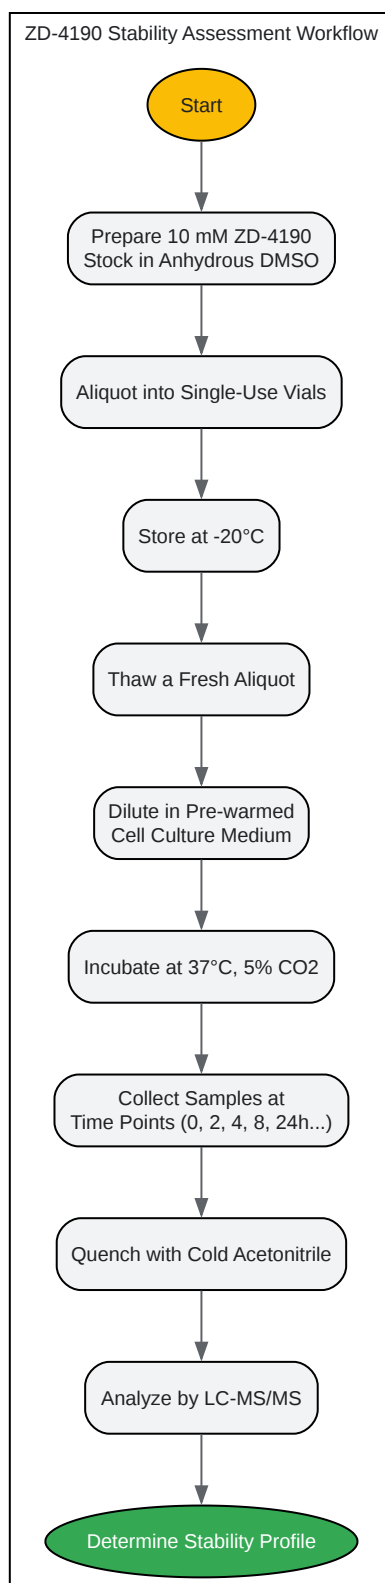 ZD-4190 Stability Assessment Workflow
Start
Prepare 10 mM ZD-4190
Stock in Anhydrous DMSO
Aliquot into Single-Use Vials
Store at -20°C
Thaw a Fresh Aliquot
Dilute in Pre-warmed
Cell Culture Medium
Incubate at 37°C, 5% CO2
Collect Samples at
Time Points (0, 2, 4, 8, 24h...)
Quench with Cold Acetonitrile
Analyze by LC-MS/MS
Determine Stability Profile